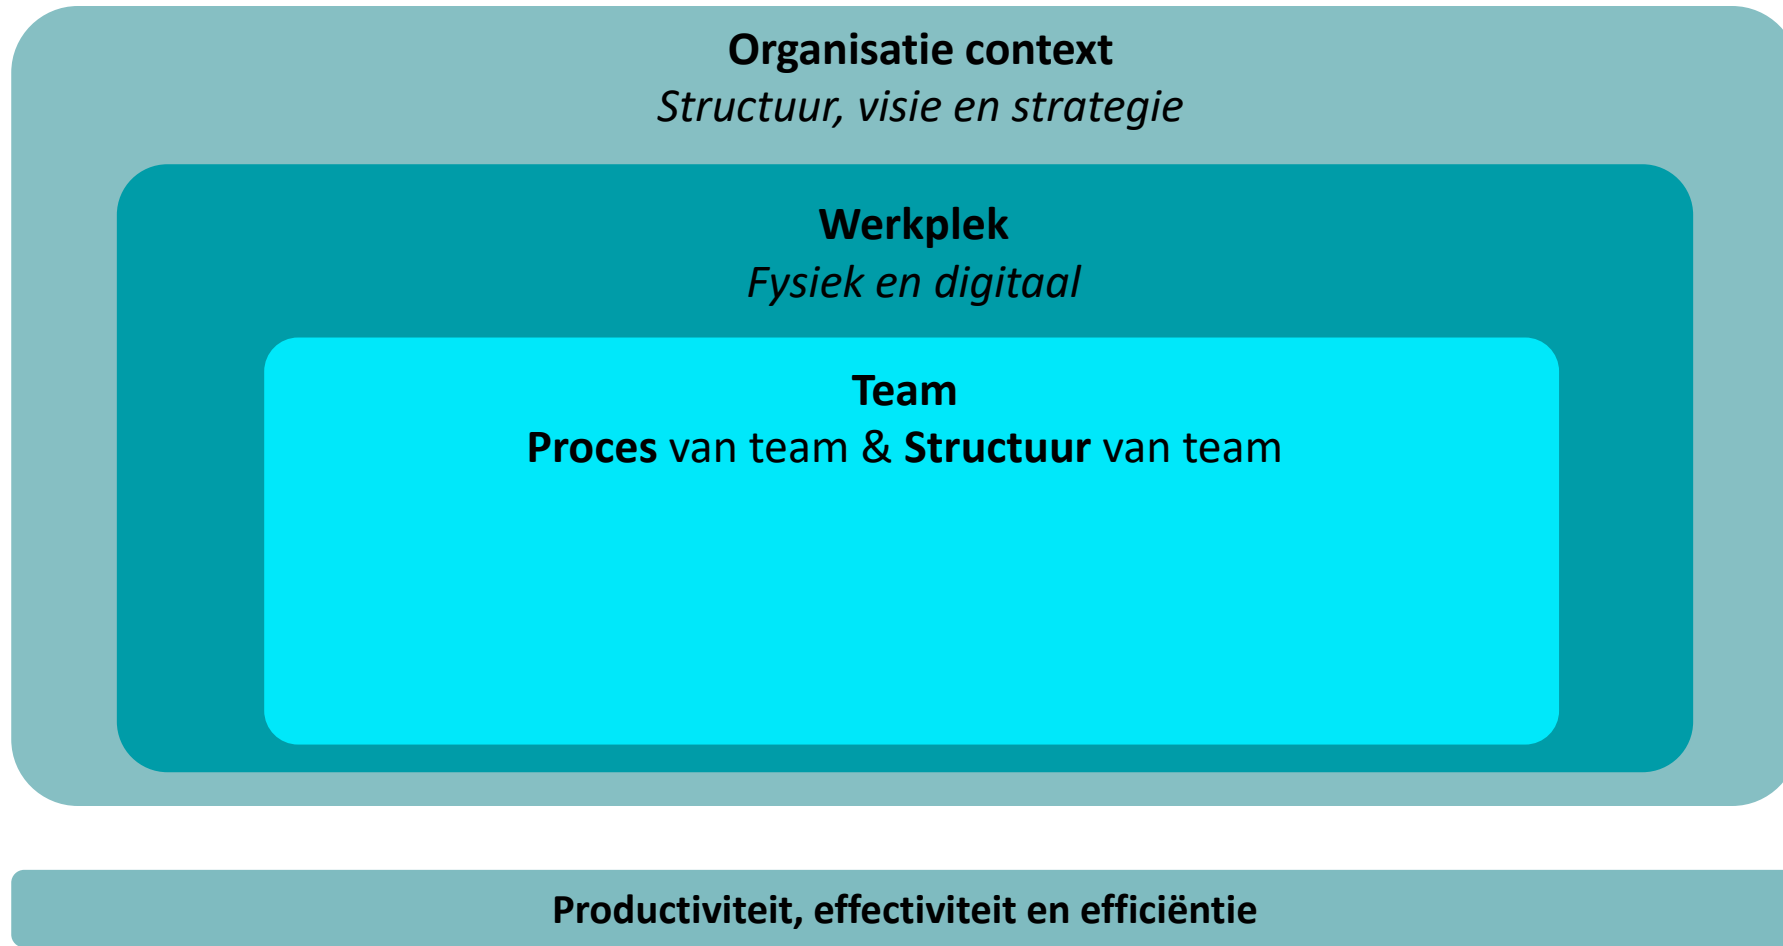 Organisatie context
Structuur, visie en strategie
Werkplek
Fysiek en digitaal
Team
Proces van team & Structuur van team
Productiviteit, effectiviteit en efficiëntie